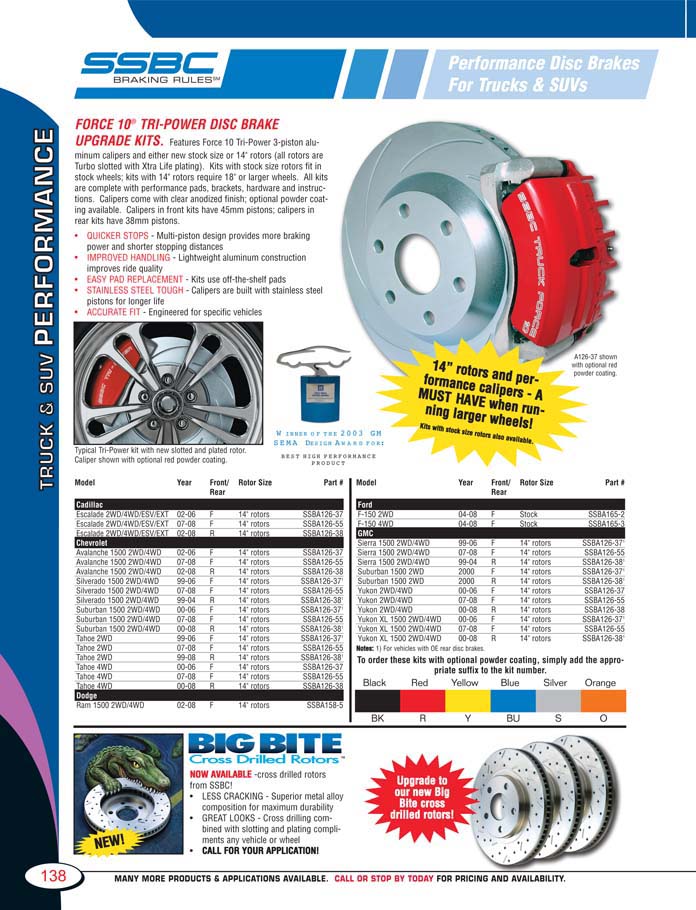 SSBC
BRAKING RULES SM
Performance Disc Brakes
For Trucks & SUVs
TRUCK & SUV PERFORMANCE
FORCE 10® TRI-POWER DISC BRAKE
UPGRADE KITS. Features Force 10 Tri-Power 3-piston alu-
minum calipers and either new stock size or 14" rotors (all rotors are
Turbo slotted with Xtra Life plating). Kits with stock size rotors fit in
stock wheels; kits with 14" rotors require 18" or larger wheels. All kits
are complete with performance pads, brackets, hardware and instruc-
tions. Calipers come with clear anodized finish; optional powder coat-
ing available. Calipers in front kits have 45mm pistons; calipers in
rear kits have 38mm pistons.
• QUICKER STOPS - Multi-piston design provides more braking
power and shorter stopping distances
• IMPROVED HANDLING - Lightweight aluminum construction
improves ride quality
• EASY PAD REPLACEMENT - Kits use off-the-shelf pads
• STAINLESS STEEL TOUGH - Calipers are built with stainless steel
pistons for longer life
• ACCURATE FIT - Engineered for specific vehicles
SSBC TRUCK FORCE 10
A126-37 shown
with optional red
powder coating.
14" rotors and per-
formance calipers - A
MUST HAVE when run-
ning larger wheels!
Kits with stock size rotors also available.
Typical Tri-Power kit with new slotted and plated rotor.
Caliper shown with optional red powder coating.
WINNER OF THE 2003 GM
SEMA DESIGN AWARD FOR:
BEST HIGH PERFORMANCE
PRODUCT
Model Year Front/ Rotor Size Part #
Rear
Cadillac
Escalade 2WD/4WD/ESV/EXT 02-06 F 14" rotors SSBA126-37
Escalade 2WD/4WD/ESV/EXT 07-08 F 14" rotors SSBA126-55
Escalade 2WD/4WD/ESV/EXT 02-08 R 14" rotors SSBA126-38
Chevrolet
Avalanche 1500 2WD/4WD 02-06 F 14" rotors SSBA126-37
Avalanche 1500 2WD/4WD 07-08 F 14" rotors SSBA126-55
Avalanche 1500 2WD/4WD 02-08 R 14" rotors SSBA126-38
Silverado 1500 2WD/4WD 99-06 F 14" rotors SSBA126-37¹
Silverado 1500 2WD/4WD 07-08 F 14" rotors SSBA126-55
Silverado 1500 2WD/4WD 99-04 R 14" rotors SSBA126-38¹
Suburban 1500 2WD/4WD 00-06 F 14" rotors SSBA126-37¹
Suburban 1500 2WD/4WD 07-08 F 14" rotors SSBA126-55
Suburban 1500 2WD/4WD 00-08 R 14" rotors SSBA126-38¹
Tahoe 2WD 99-06 F 14" rotors SSBA126-37¹
Tahoe 2WD 07-08 F 14" rotors SSBA126-55
Tahoe 2WD 99-08 R 14" rotors SSBA126-38¹
Tahoe 4WD 00-06 F 14" rotors SSBA126-37
Tahoe 4WD 07-08 F 14" rotors SSBA126-55
Tahoe 4WD 00-08 R 14" rotors SSBA126-38
Dodge
Ram 1500 2WD/4WD 02-08 F 14" rotors SSBA158-5
Model Year Front/ Rotor Size Part #
Rear
Ford
F-150 2WD 04-08 F Stock SSBA165-2
F-150 4WD 04-08 F Stock SSBA165-3
GMC
Sierra 1500 2WD/4WD 99-06 F 14" rotors SSBA126-37¹
Sierra 1500 2WD/4WD 07-08 F 14" rotors SSBA126-55
Sierra 1500 2WD/4WD 99-04 R 14" rotors SSBA126-38¹
Suburban 1500 2WD 2000 F 14" rotors SSBA126-37¹
Suburban 1500 2WD 2000 R 14" rotors SSBA126-38¹
Yukon 2WD/4WD 00-06 F 14" rotors SSBA126-37
Yukon 2WD/4WD 07-08 F 14" rotors SSBA126-55
Yukon 2WD/4WD 00-08 R 14" rotors SSBA126-38
Yukon XL 1500 2WD/4WD 00-06 F 14" rotors SSBA126-37¹
Yukon XL 1500 2WD/4WD 07-08 F 14" rotors SSBA126-55
Yukon XL 1500 2WD/4WD 00-08 R 14" rotors SSBA126-38¹
Notes: 1) For vehicles with OE rear disc brakes.
To order these kits with optional powder coating, simply add the appro-
priate suffix to the kit number.
Black Red Yellow Blue Silver Orange
BK R Y BU S O
NEW!
BIG BITE
Cross Drilled Rotors™
NOW AVAILABLE -cross drilled rotors
from SSBC!
• LESS CRACKING - Superior metal alloy
composition for maximum durability
• GREAT LOOKS - Cross drilling com-
bined with slotting and plating compli-
ments any vehicle or wheel
• CALL FOR YOUR APPLICATION!
Upgrade to
our new Big
Bite cross
drilled rotors!
138
MANY MORE PRODUCTS & APPLICATIONS AVAILABLE. CALL OR STOP BY TODAY FOR PRICING AND AVAILABILITY.